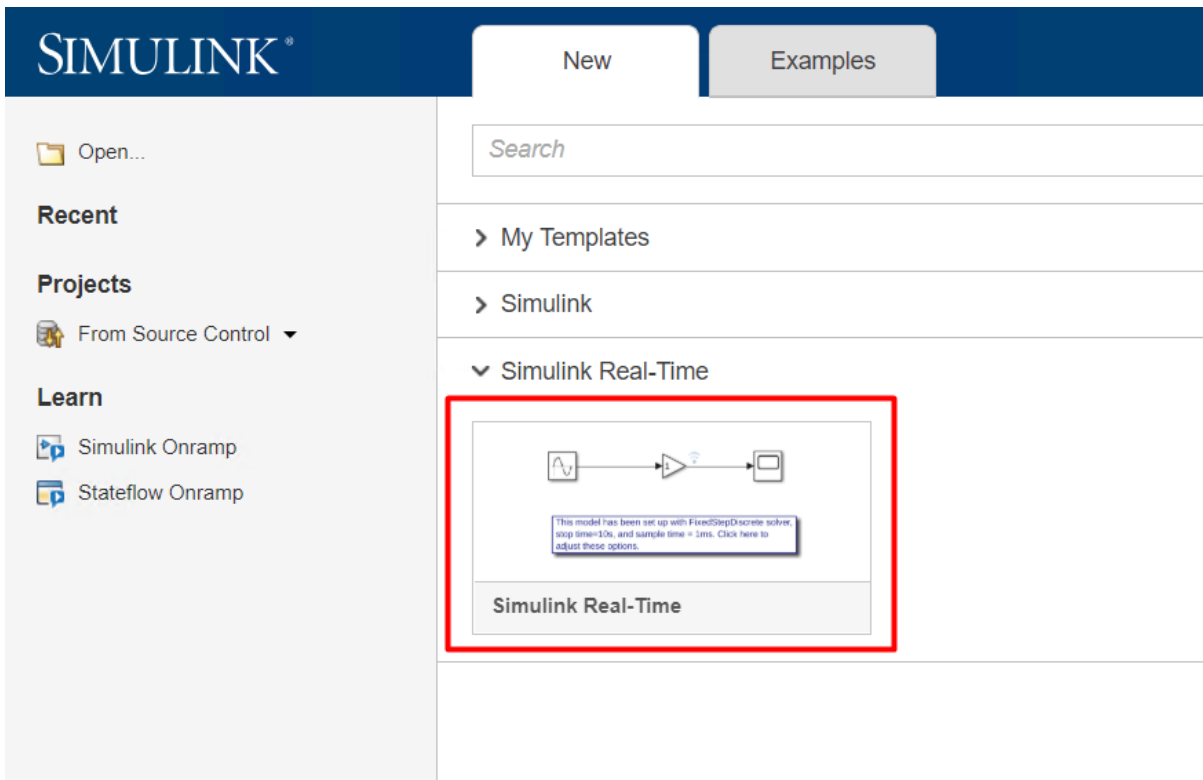 SIMULINK®
New
Examples
Open...
Search
Recent
My Templates
Projects
Simulink
From Source Control
Simulink Real-Time
Learn
Simulink Onramp
Stateflow Onramp
1
This model has been set up with FixedStepDiscrete solver,
stop time=10s, and sample time = 1ms. Click here to
adjust these options.
Simulink Real-Time